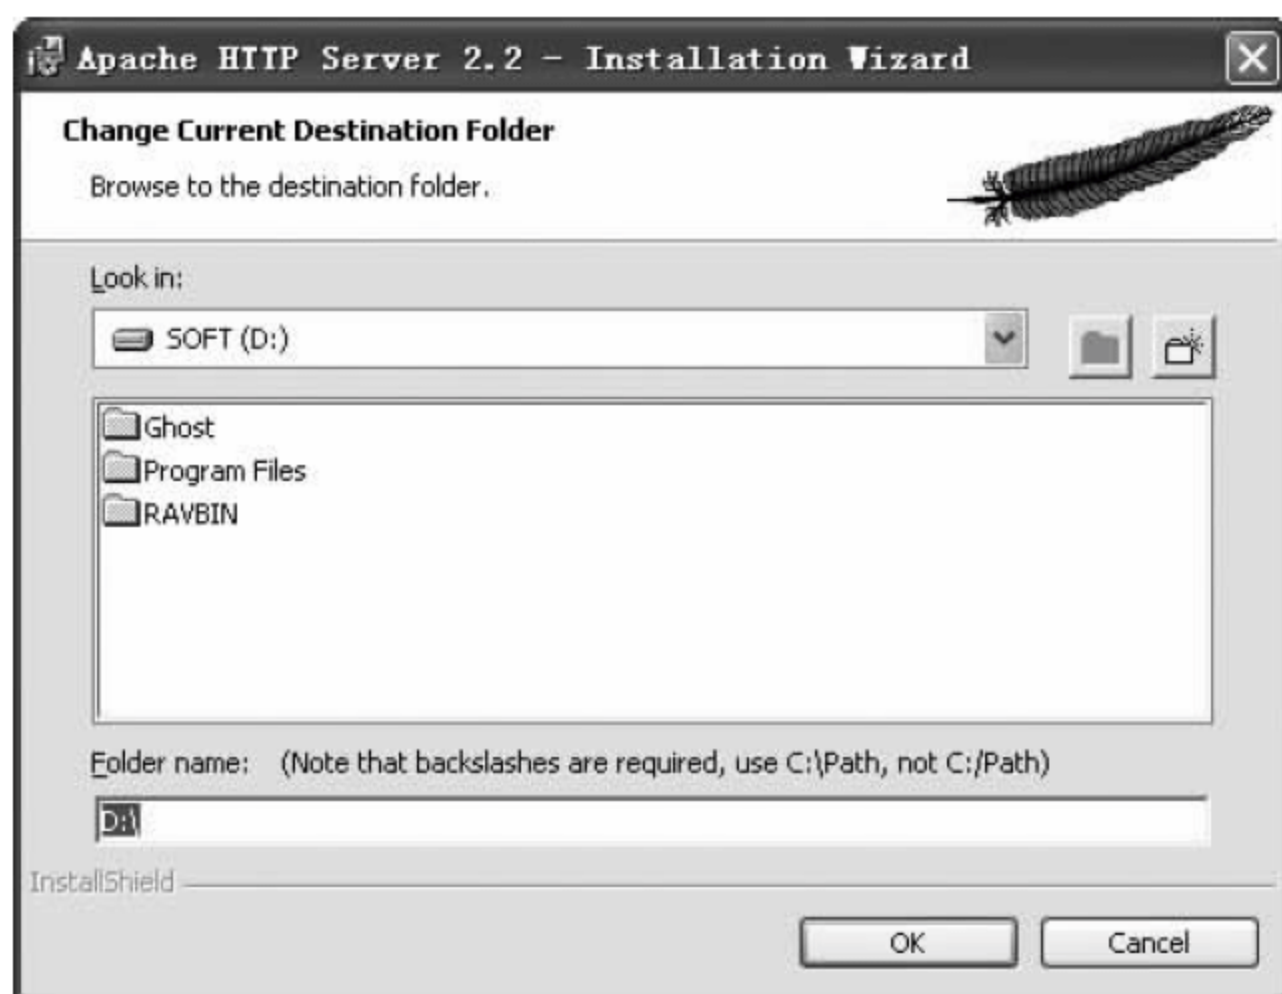 Apache HTTP Server 2.2 - Installation Wizard
Change Current Destination Folder
Browse to the destination folder.
Look in:
SOFT (D:)
Ghost
Program Files
RAVBIN
Folder name: (Note that backslashes are required, use C:\Path, not C:/Path)
D:\
InstallShield
OK Cancel